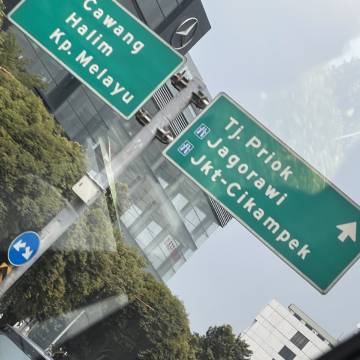 Cawang
Halim
Kp. Melayu
Tj. Priok
Jagorawi
Jkt-Cikampek